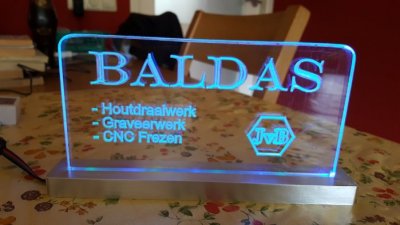 BALDAS
- Houtdraaiwerk
- Graveerwerk
- CNC Frezen
JvB